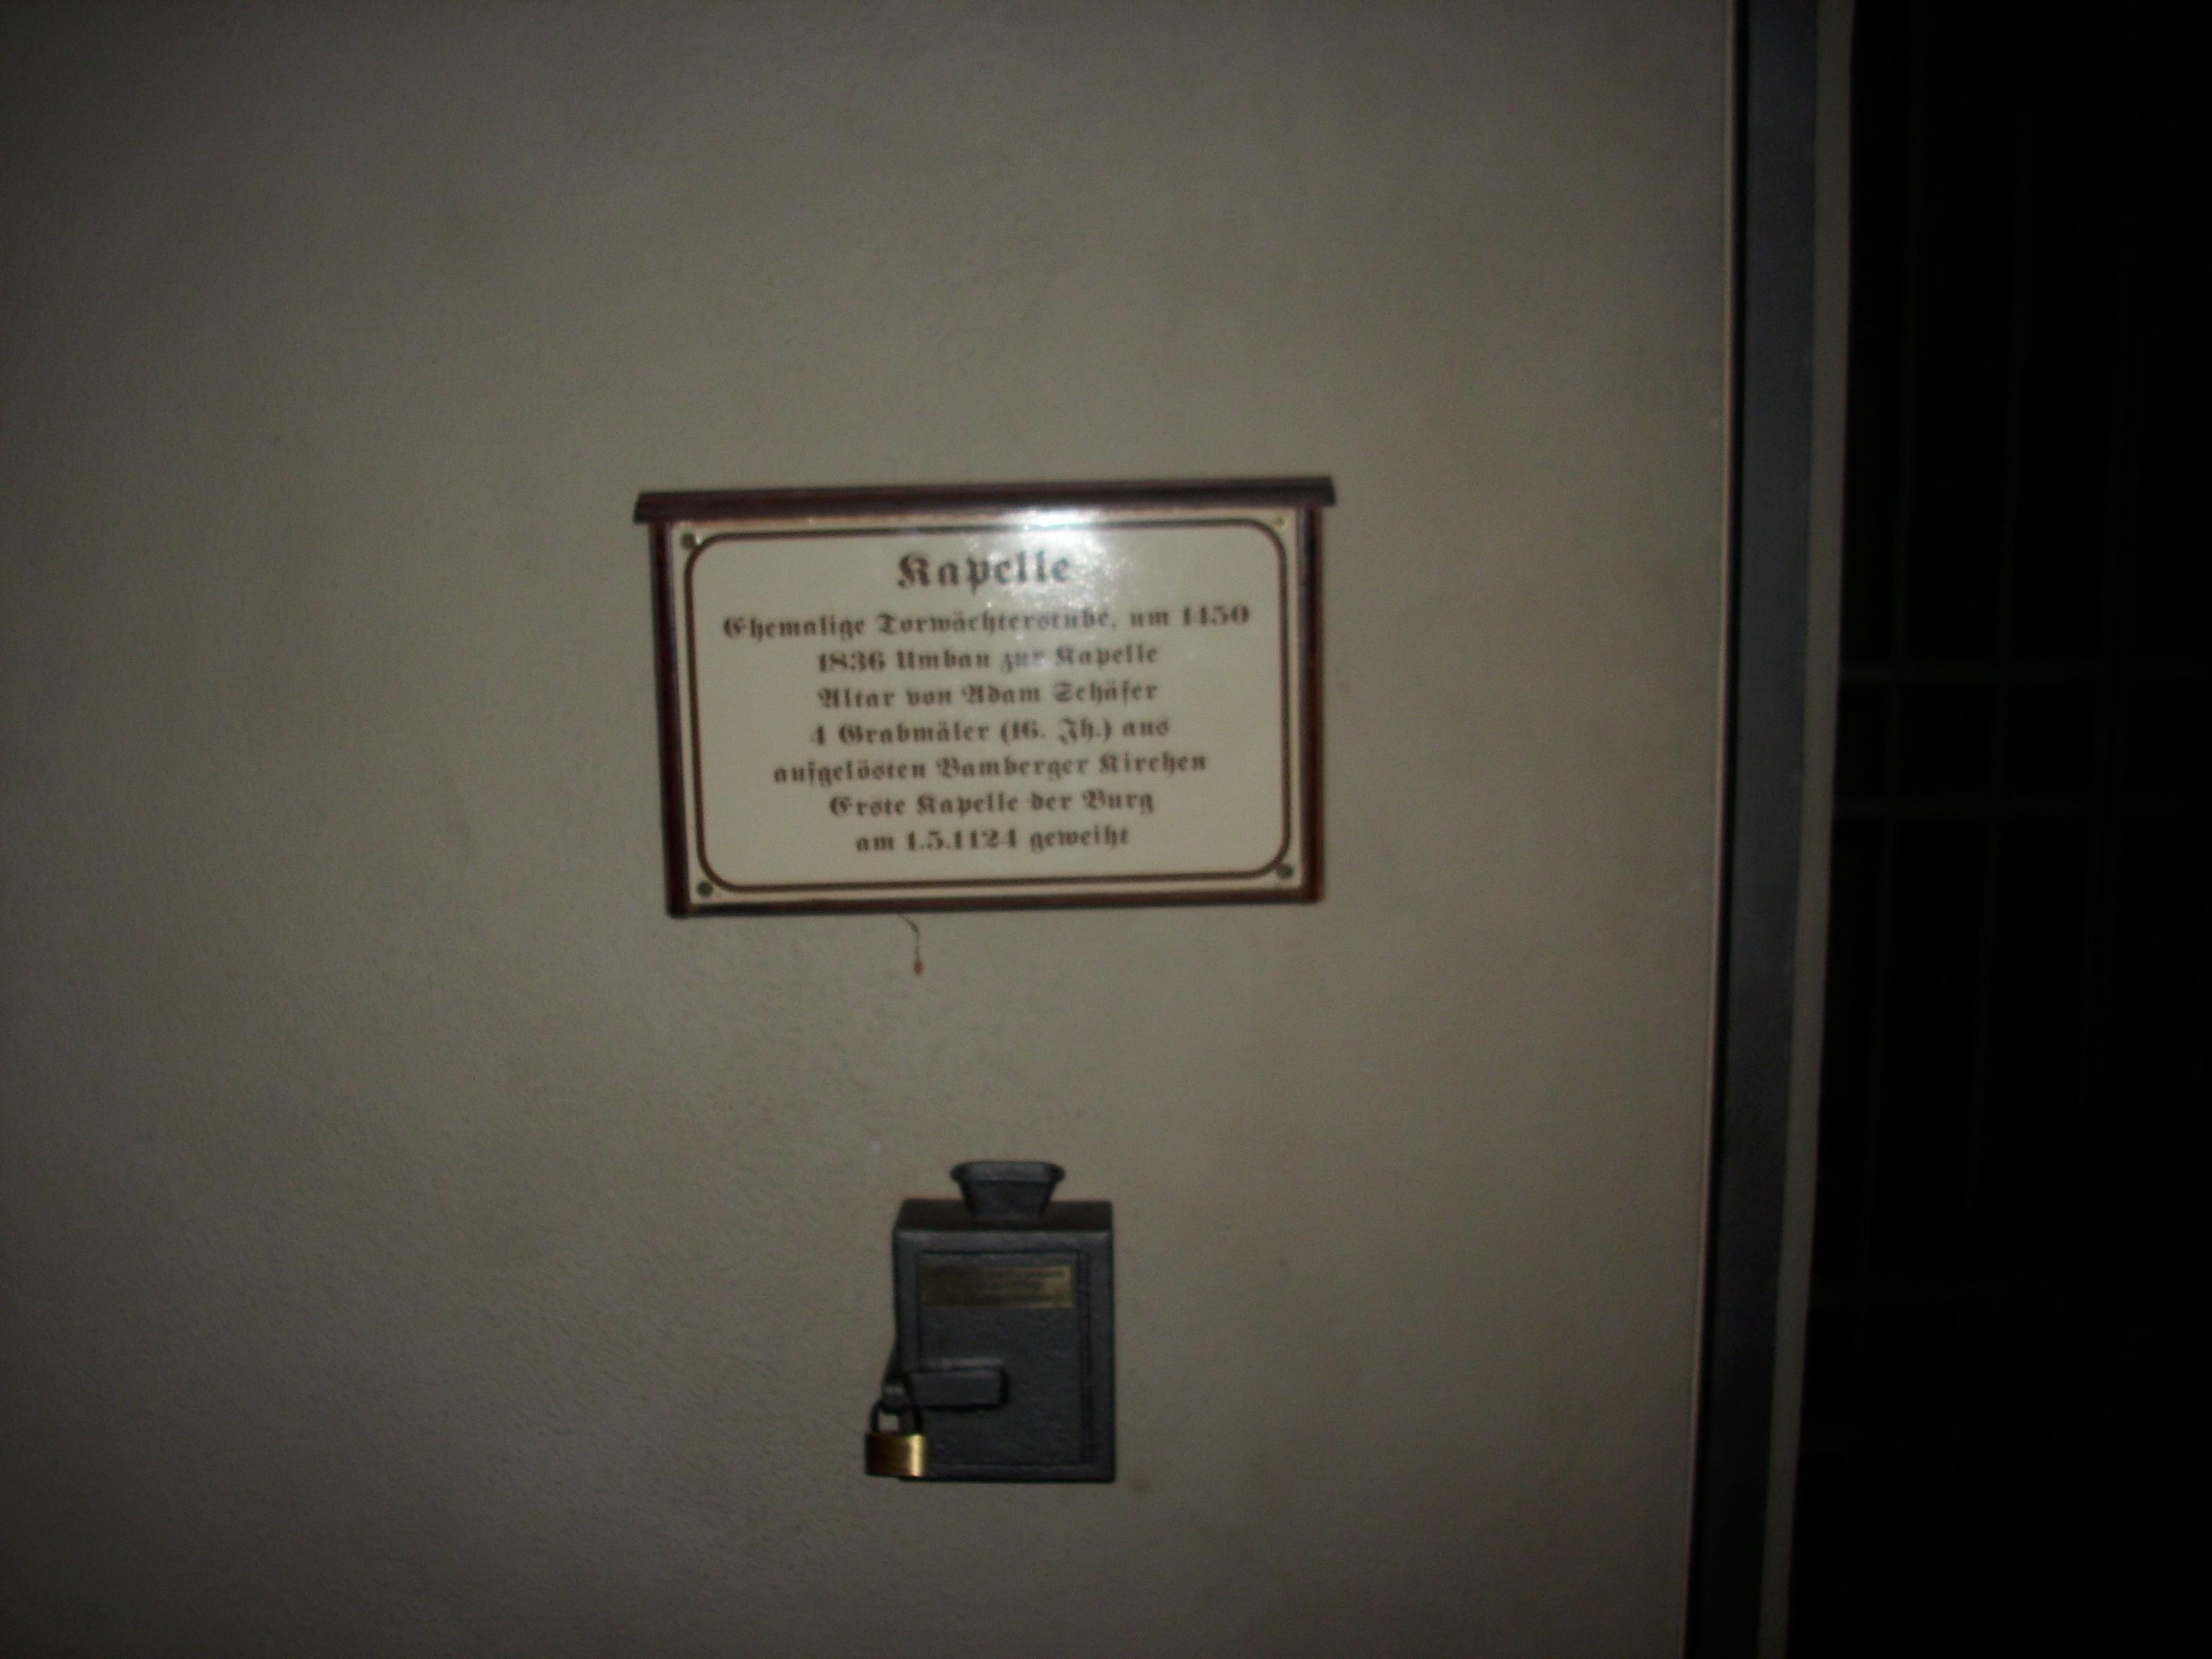 Kapelle
Ehemalige Torwächterstube, um 1450
1836 Umbau zur Kapelle
Altar von Adam Schäfer
4 Grabmäler (16. Jh.) aus
aufgelösten Bamberger Kirchen
Erste Kapelle der Burg
am 1.5.1124 geweiht